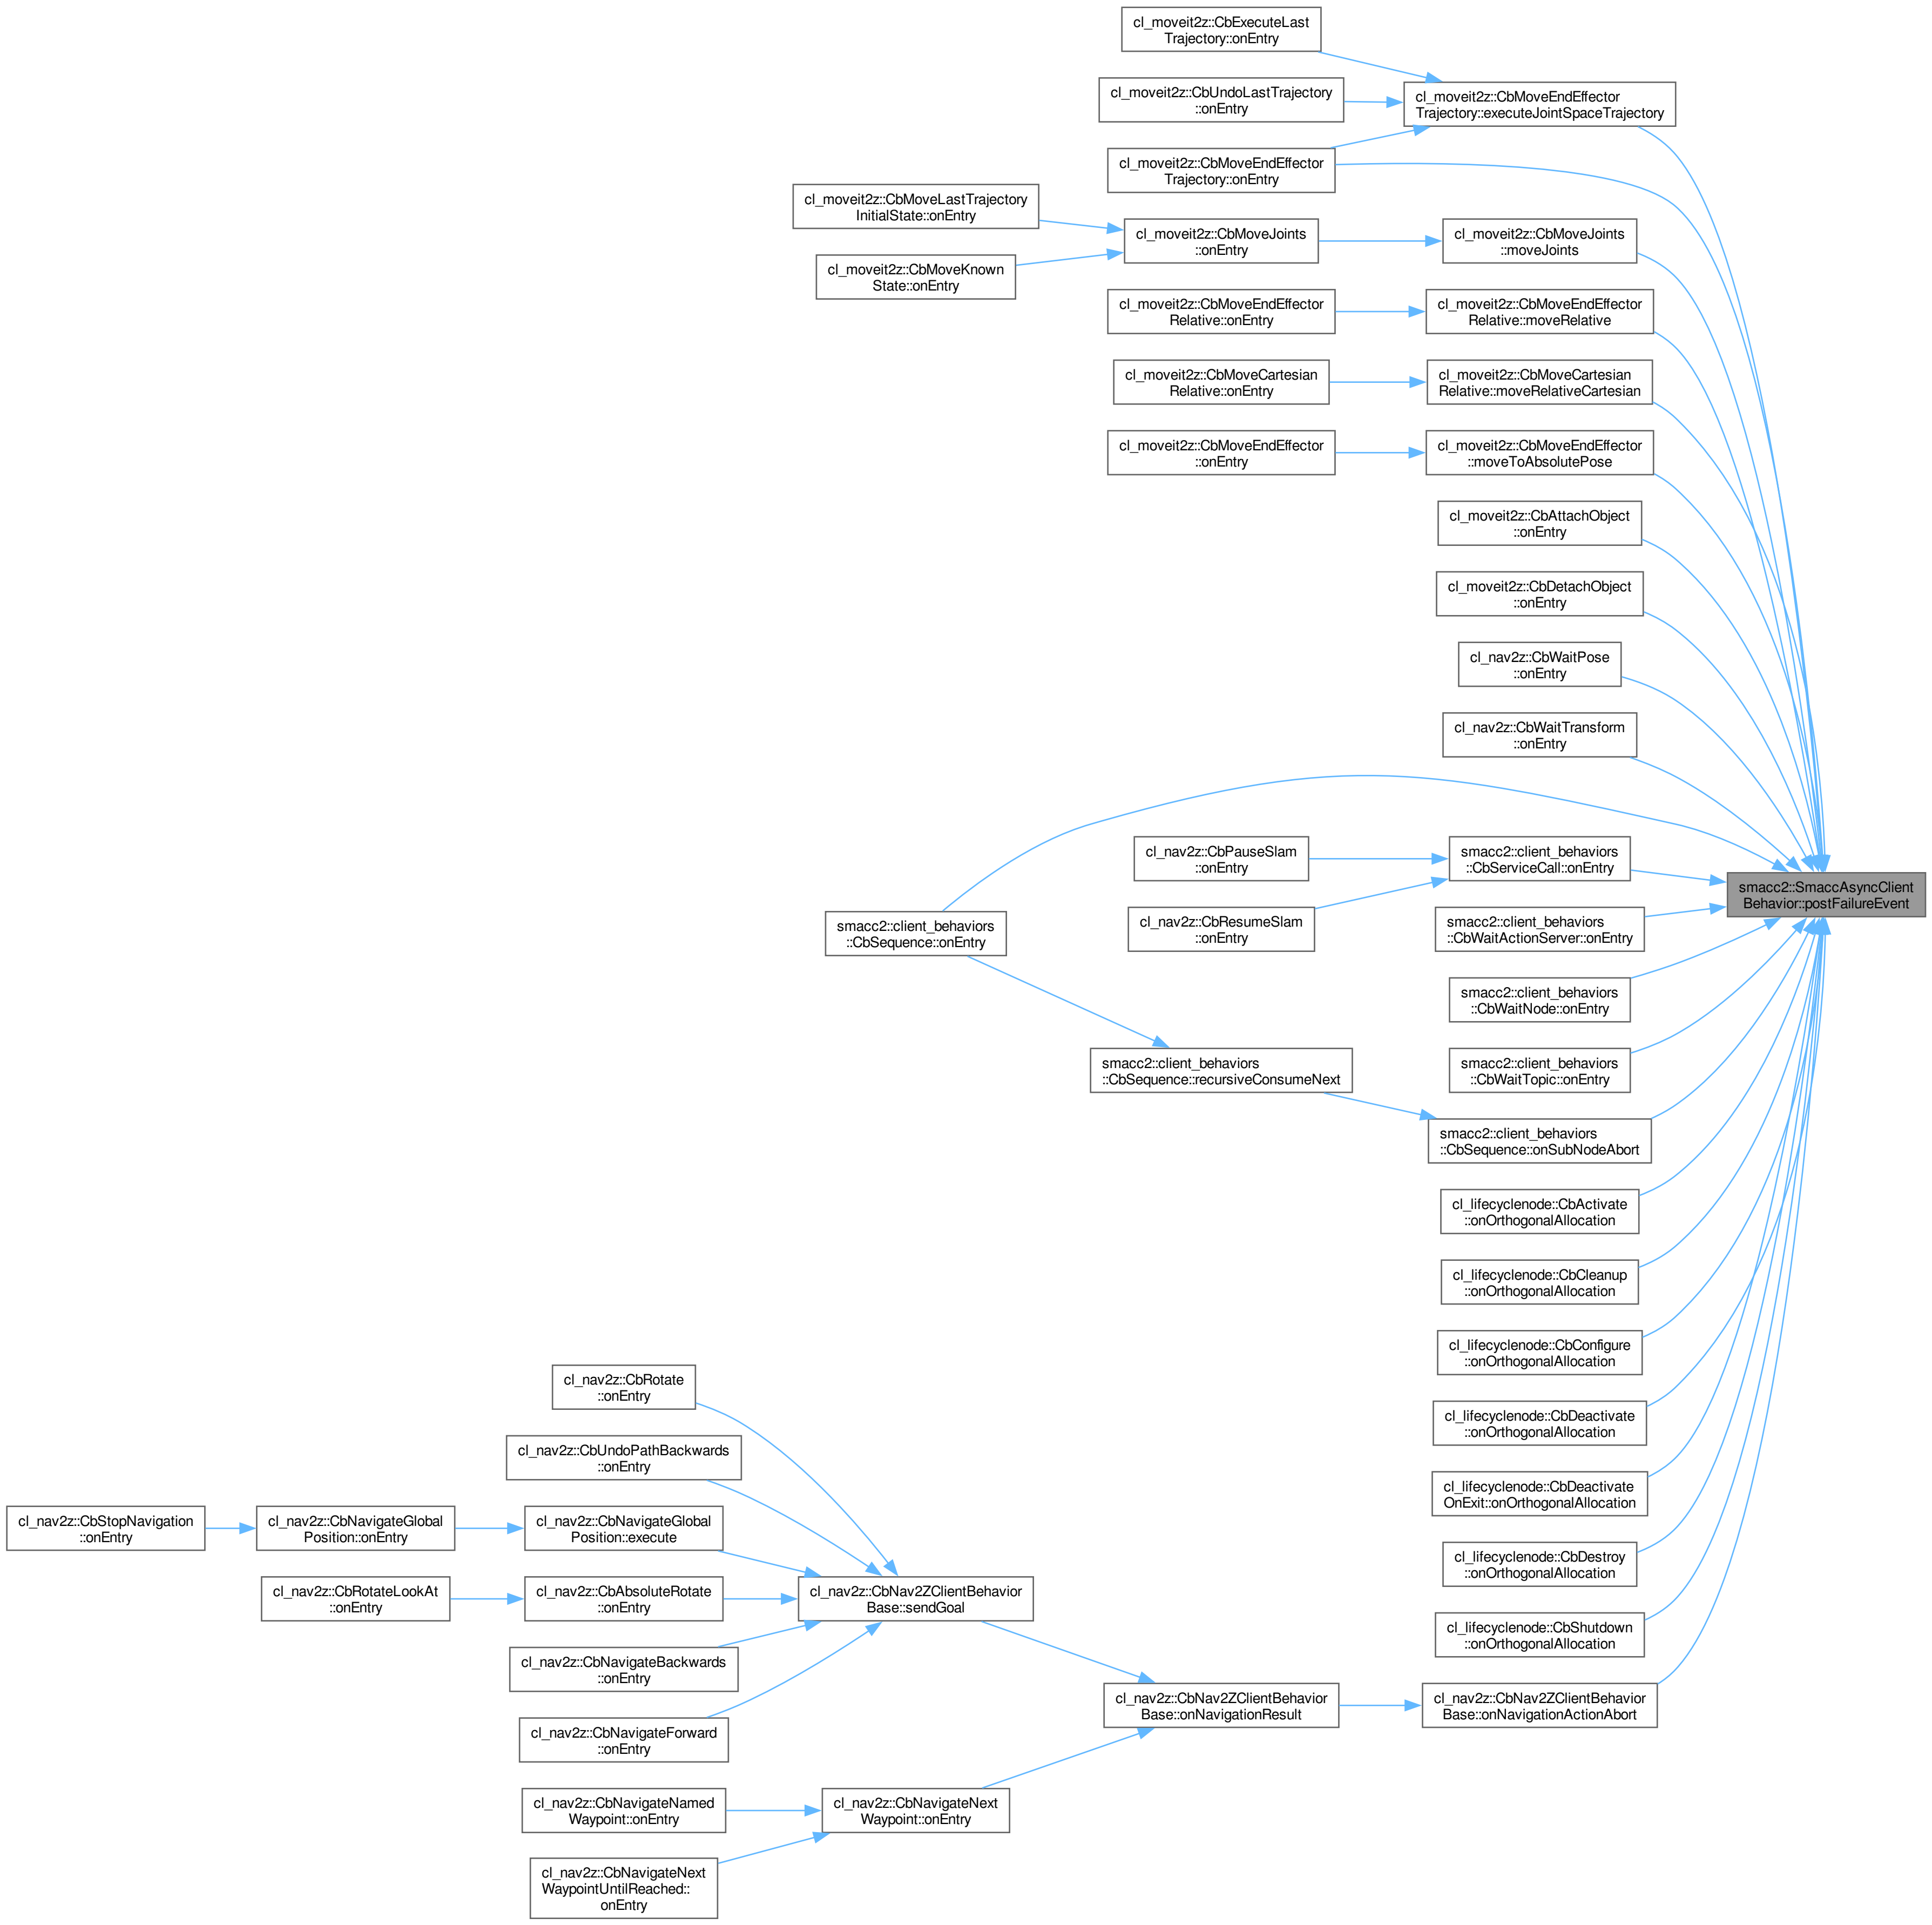 cl_moveit2z::CbExecuteLast
Trajectory::onEntry
cl_moveit2z::CbUndoLastTrajectory
::onEntry
cl_moveit2z::CbMoveEndEffector
Trajectory::executeJointSpaceTrajectory
cl_moveit2z::CbMoveEndEffector
Trajectory::onEntry
cl_moveit2z::CbMoveLastTrajectory
InitialState::onEntry
cl_moveit2z::CbMoveKnown
State::onEntry
cl_moveit2z::CbMoveJoints
::onEntry
cl_moveit2z::CbMoveJoints
::moveJoints
cl_moveit2z::CbMoveEndEffector
Relative::onEntry
cl_moveit2z::CbMoveEndEffector
Relative::moveRelative
cl_moveit2z::CbMoveCartesian
Relative::onEntry
cl_moveit2z::CbMoveCartesian
Relative::moveRelativeCartesian
cl_moveit2z::CbMoveEndEffector
::onEntry
cl_moveit2z::CbMoveEndEffector
::moveToAbsolutePose
cl_moveit2z::CbAttachObject
::onEntry
cl_moveit2z::CbDetachObject
::onEntry
cl_nav2z::CbWaitPose
::onEntry
cl_nav2z::CbWaitTransform
::onEntry
cl_nav2z::CbPauseSlam
::onEntry
smacc2::client_behaviors
::CbServiceCall::onEntry
smacc2::SmaccAsyncClient
Behavior::postFailureEvent
smacc2::client_behaviors
::CbSequence::onEntry
cl_nav2z::CbResumeSlam
::onEntry
smacc2::client_behaviors
::CbWaitActionServer::onEntry
smacc2::client_behaviors
::CbWaitNode::onEntry
smacc2::client_behaviors
::CbSequence::recursiveConsumeNext
smacc2::client_behaviors
::CbWaitTopic::onEntry
smacc2::client_behaviors
::CbSequence::onSubNodeAbort
cl_lifecyclenode::CbActivate
::onOrthogonalAllocation
cl_lifecyclenode::CbCleanup
::onOrthogonalAllocation
cl_lifecyclenode::CbConfigure
::onOrthogonalAllocation
cl_lifecyclenode::CbDeactivate
::onOrthogonalAllocation
cl_lifecyclenode::CbDeactivate
OnExit::onOrthogonalAllocation
cl_lifecyclenode::CbDestroy
::onOrthogonalAllocation
cl_lifecyclenode::CbShutdown
::onOrthogonalAllocation
cl_nav2z::CbRotate
::onEntry
cl_nav2z::CbUndoPathBackwards
::onEntry
cl_nav2z::CbStopNavigation
::onEntry
cl_nav2z::CbNavigateGlobal
Position::onEntry
cl_nav2z::CbNavigateGlobal
Position::execute
cl_nav2z::CbRotateLookAt
::onEntry
cl_nav2z::CbAbsoluteRotate
::onEntry
cl_nav2z::CbNav2ZClientBehavior
Base::sendGoal
cl_nav2z::CbNavigateBackwards
::onEntry
cl_nav2z::CbNavigateForward
::onEntry
cl_nav2z::CbNav2ZClientBehavior
Base::onNavigationResult
cl_nav2z::CbNav2ZClientBehavior
Base::onNavigationActionAbort
cl_nav2z::CbNavigateNamed
Waypoint::onEntry
cl_nav2z::CbNavigateNext
Waypoint::onEntry
cl_nav2z::CbNavigateNext
WaypointUntilReached::
onEntry